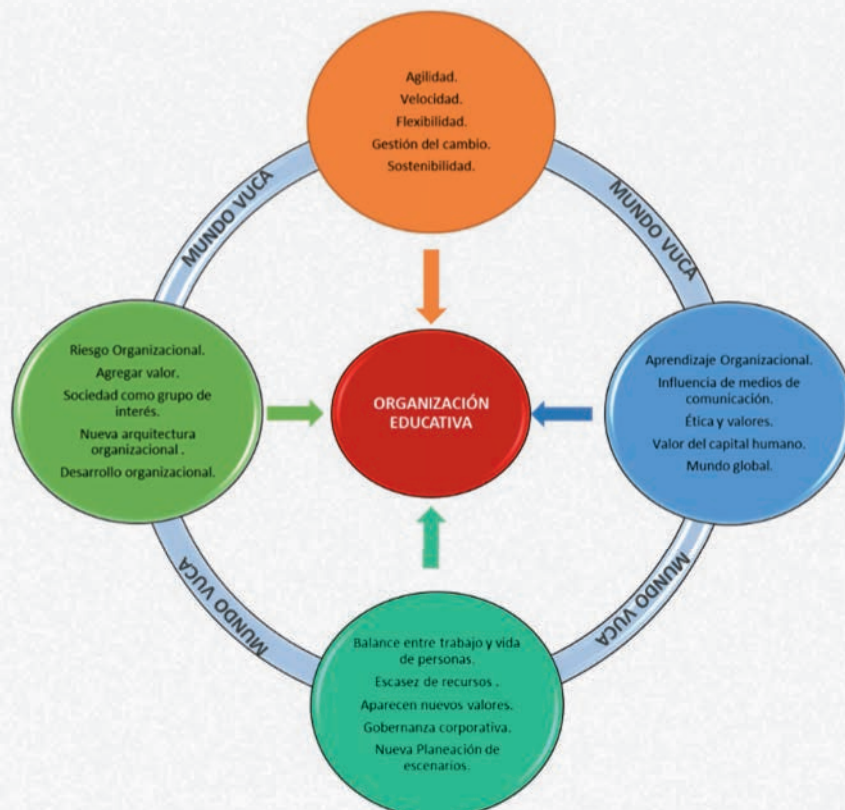 Agilidad.
Velocidad.
Flexibilidad.
Gestión del cambio.
Sostenibilidad.
MUNDO VUCA
MUNDO VUCA
Riesgo Organizacional.
Agregar valor.
Sociedad como grupo de
interés.
Nueva arquitectura
organizacional .
Desarrollo organizacional.
ORGANIZACIÓN
EDUCATIVA
Aprendizaje Organizacional.
Influencia de medios de
comunicación.
Ética y valores.
Valor del capital humano.
Mundo global.
MUNDO VUCA
MUNDO VUCA
Balance entre trabajo y vida
de personas.
Escasez de recursos .
Aparecen nuevos valores.
Gobernanza corporativa.
Nueva Planeación de
escenarios.